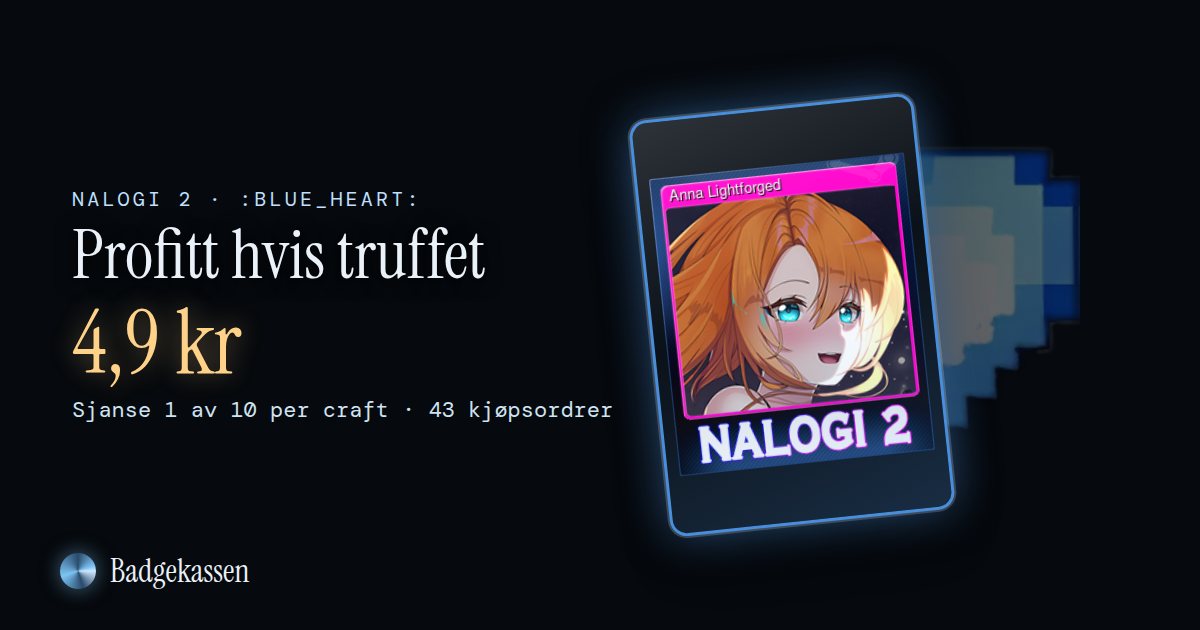 NALOGI 2 · :BLUE_HEART:
Profitt hvis truffet
4,9 kr
Sjanse 1 av 10 per craft · 43 kjøpsordrer
Anna Lightforged
NALOGI 2
Badgekassen